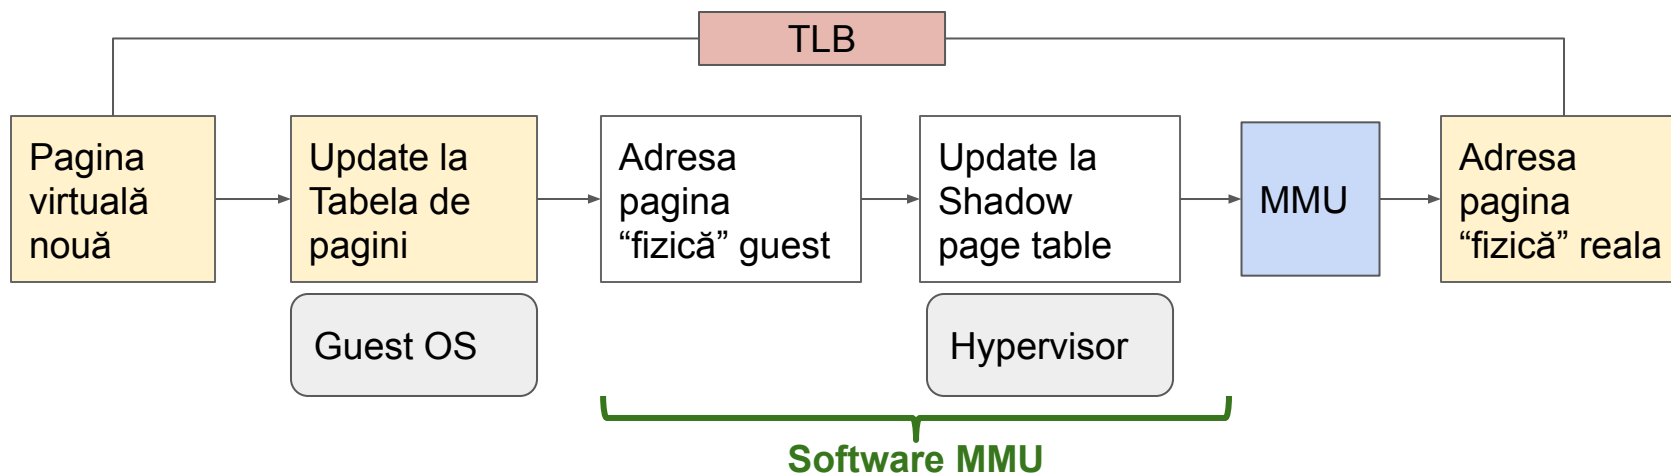 TLB
Pagina
virtuală
nouă
Update la
Tabela de
pagini
Adresa
pagina
“fizică” guest
Update la
Shadow
page table
MMU
Adresa
pagina
“fizică” reala
Guest OS
Hypervisor
Software MMU